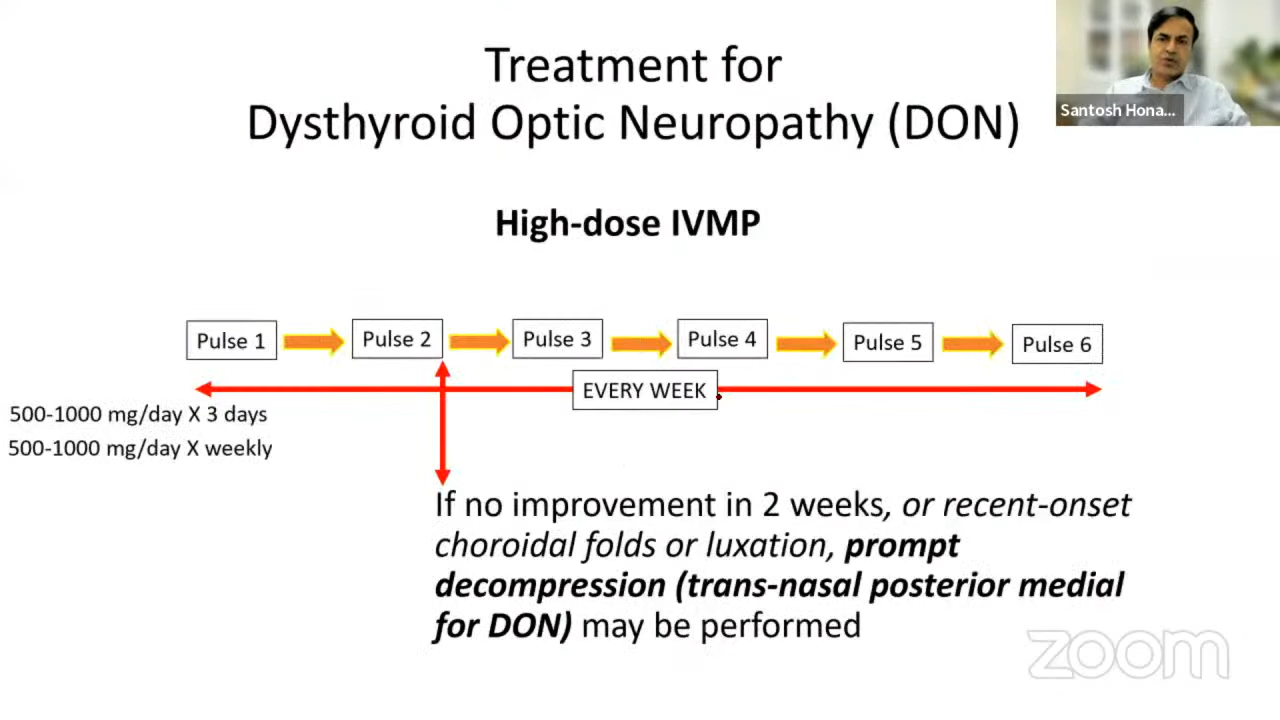 Treatment for
Dysthyroid Optic Neuropathy (DON)
Santosh Hona...
High-dose IVMP
Pulse 1
Pulse 2
Pulse 3
Pulse 4
Pulse 5
Pulse 6
EVERY WEEK
500-1000 mg/day X 3 days
500-1000 mg/day X weekly
If no improvement in 2 weeks, or recent-onset
choroidal folds or luxation, prompt
decompression (trans-nasal posterior medial
for DON) may be performed
zoom